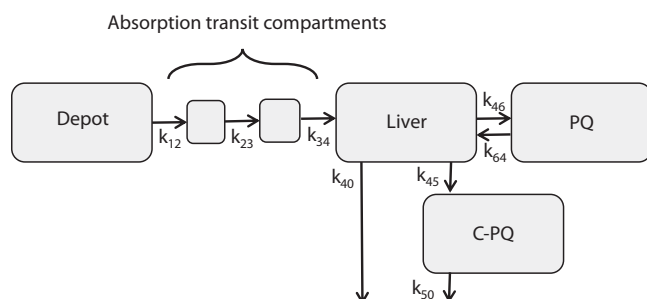 Absorption transit compartments
Depot
k12
k23
k34
Liver
k46
k64
PQ
k40
k45
C-PQ
k50